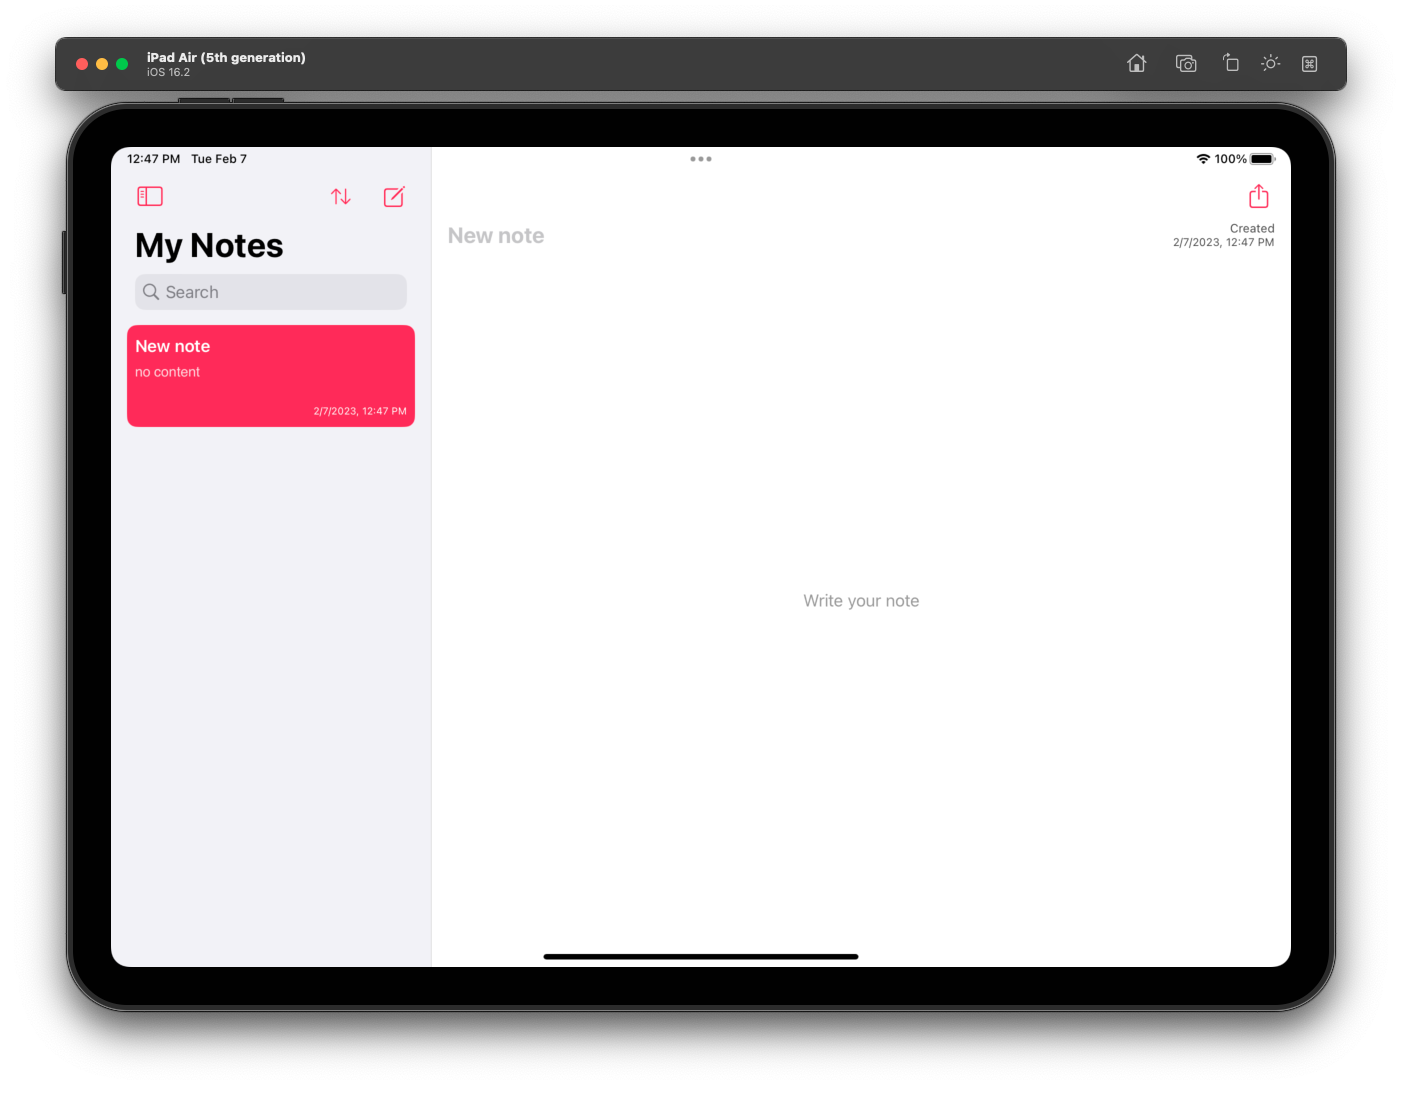 iPad Air (5th generation)
iOS 16.2
12:47 PM Tue Feb 7
100%
My Notes
Search
New note
no content
2/7/2023, 12:47 PM
New note
Created
2/7/2023, 12:47 PM
Write your note